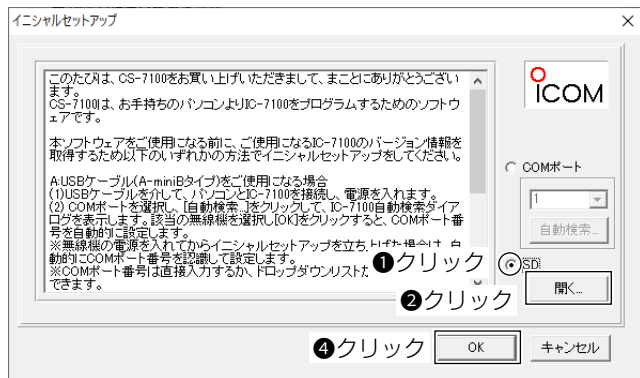 イニシャルセットアップ
このたびは、CS-7100をお買い上げいただきまして、まことにありがとうござい
ます。
CS-7100は、お手持ちのパソコンよりIC-7100をプログラムするためのソフトウ
ェアです。
本ソフトウェアをご使用になる前に、ご使用になるIC-7100のバージョン情報を
取得するため以下のいずれかの方法でイニシャルセットアップをしてください。
A:USBケーブル(A-miniBタイプ)をご使用になる場合
(1)USBケーブルを介して、パソコンとIC-7100を接続し、電源を入れます。
(2) COMポートを選択し、[自動検索..]をクリックして、IC-7100自動検索ダイア
ログを表示します。該当の無線機を選択し[OK]をクリックすると、COMポート番
号を自動的に設定します。
※無線機の電源を入れてからイニシャルセットアップを立ち上げた場合は、自
動的にCOMポート番号を認識して設定します。
※COMポート番号は直接入力するか、ドロップダウンリスト
できます。
ICOM
COMポート
1
自動検索...
❶クリック
SD
❷クリック
開く...
❹クリック
OK
キャンセル